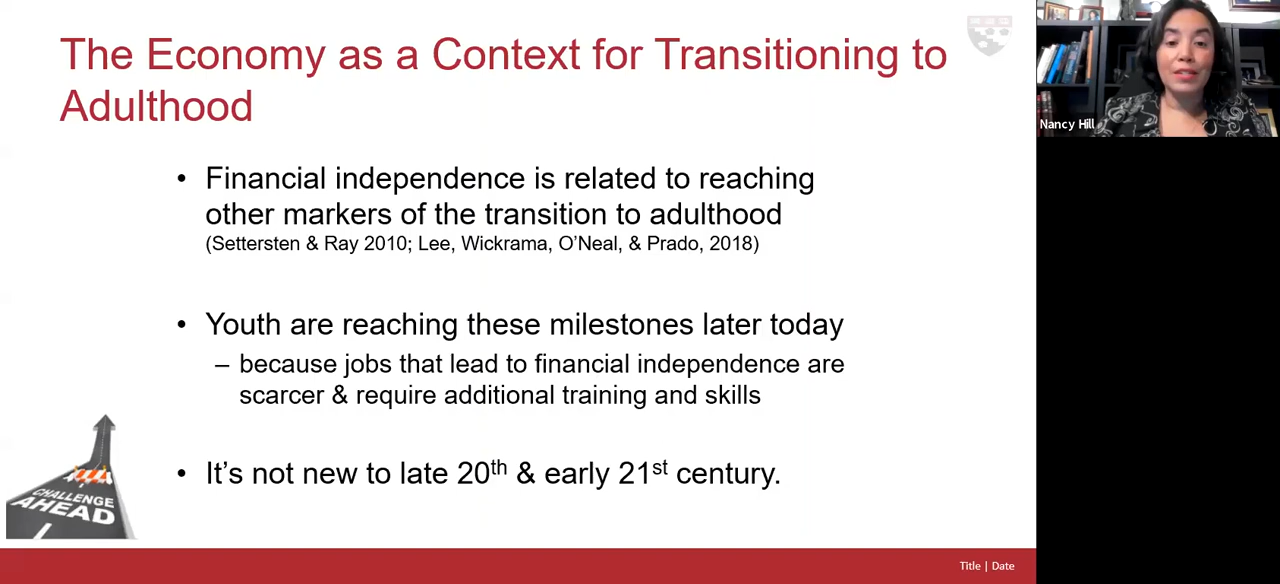 The Economy as a Context for Transitioning to
Adulthood
• Financial independence is related to reaching
other markers of the transition to adulthood
(Settersten & Ray 2010; Lee, Wickrama, O’Neal, & Prado, 2018)
• Youth are reaching these milestones later today
– because jobs that lead to financial independence are
scarcer & require additional training and skills
• It’s not new to late 20th & early 21st century.
CHALLENGE
AHEAD
Title | Date
Nancy Hill